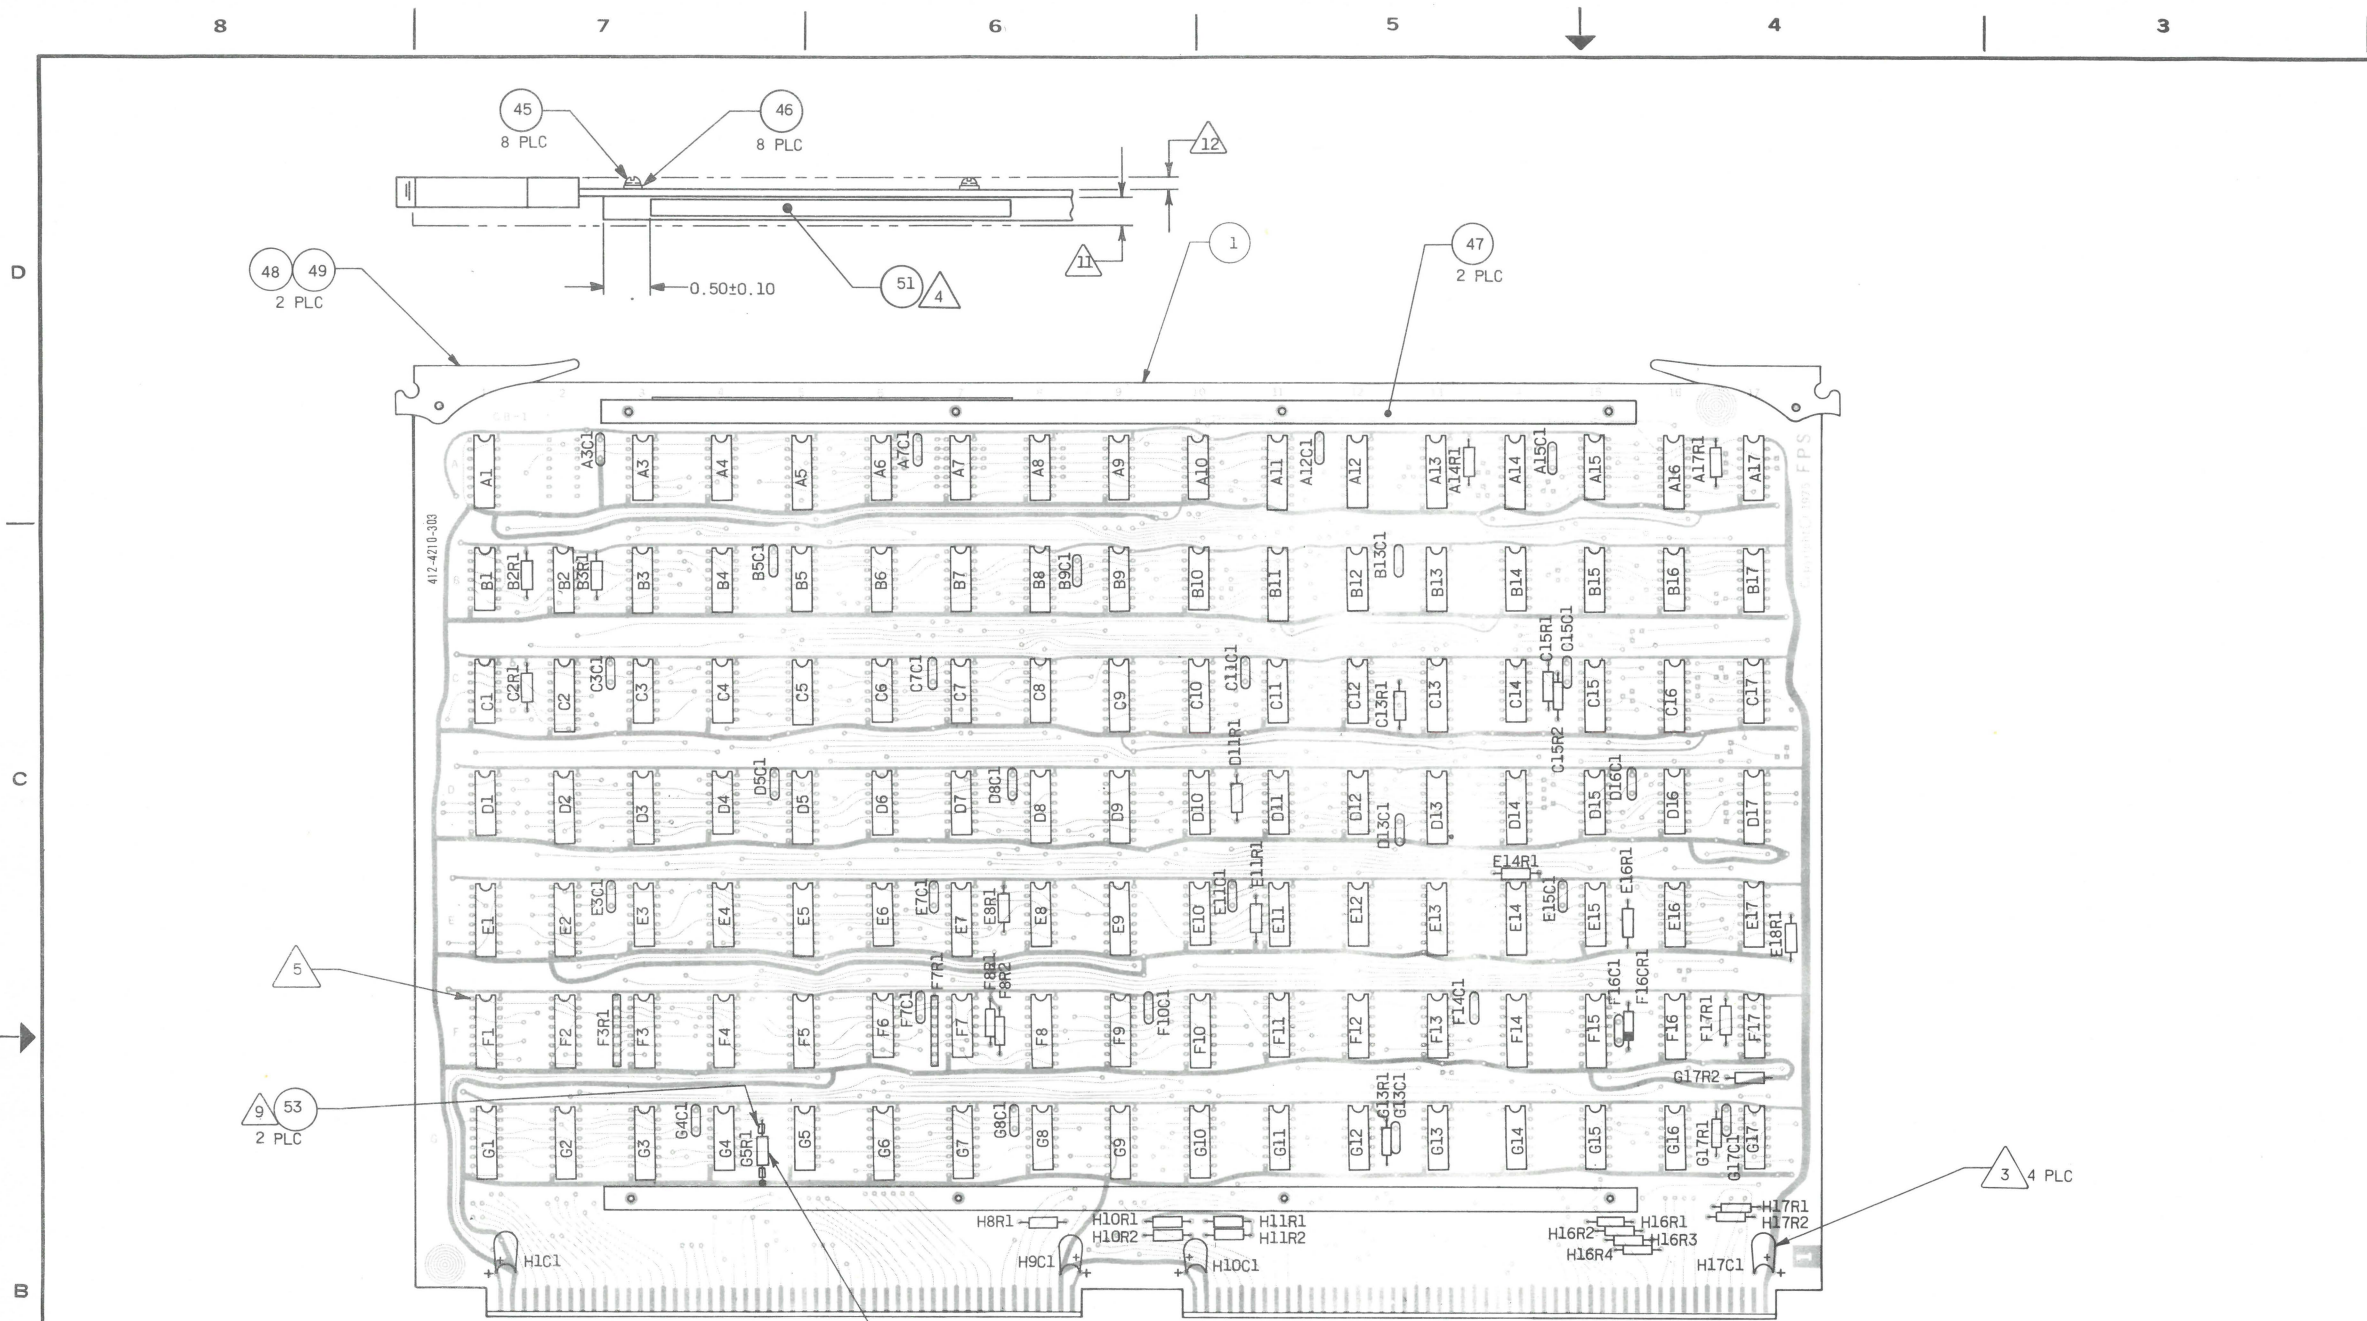 8 7 6 5 4 3
45 46
8 PLC 8 PLC
12
D
48 49
2 PLC
11
1
47
2 PLC
0.50±0.10
51 4
412-4210-303
A1 A3C1 A3 A4 A5 A6 A7C1 A7 A8 A9 A10 A11 A12C1 A12 A13 A14R1 A14 A15C1 A15 A16 A17R1 A17
FPS
B1 B2R1 B2 B3R1 B3 B4 B5C1 B5 B6 B7 B8 B9C1 B9 B10 B11 B12 B13C1 B13 B14 B15 B16 B17
C1 C2R1 C2 C3C1 C3 C4 C5 C6 C7C1 C7 C8 C9 C10 C11C1 C11 C12 C13R1 C13 C14 C15R1 C15C1 C15 C16 C17
C15R2
C
D1 D2 D3 D4 D5C1 D5 D6 D7 D8C1 D8 D9 D10 D11R1 D11 D12 D13C1 D13 D14 D15 D16C1 D16 D17
E14R1
E1 E2 E3C1 E3 E4 E5 E6 E7C1 E7 E8R1 E8 E9 E10 E11C1 E11R1 E11 E12 E13 E14 E15C1 E15 E16R1 E16 E17 E18R1
5
F1 F2 F3R1 F3 F4 F5 F6 F7C1 F7R1 F7 F8R1 F8R2 F8 F9 F10C1 F10 F11 F12 F13 F14C1 F14 F15 F16C1 F16CR1 F16 F17R1 F17
G17R2
9 53
2 PLC
G1 G2 G3 G4C1 G4 G5R1 G5 G6 G7 G8C1 G8 G9 G10 G11 G12 G13R1 G13C1 G13 G14 G15 G16 G17R1 G17C1 G17
3 4 PLC
H8R1 H10R1 H11R1 H16R1 H17R1
H10R2 H11R2 H16R2 H16R3 H17R2
H16R4
H1C1 H9C1 H10C1 H17C1
1
B